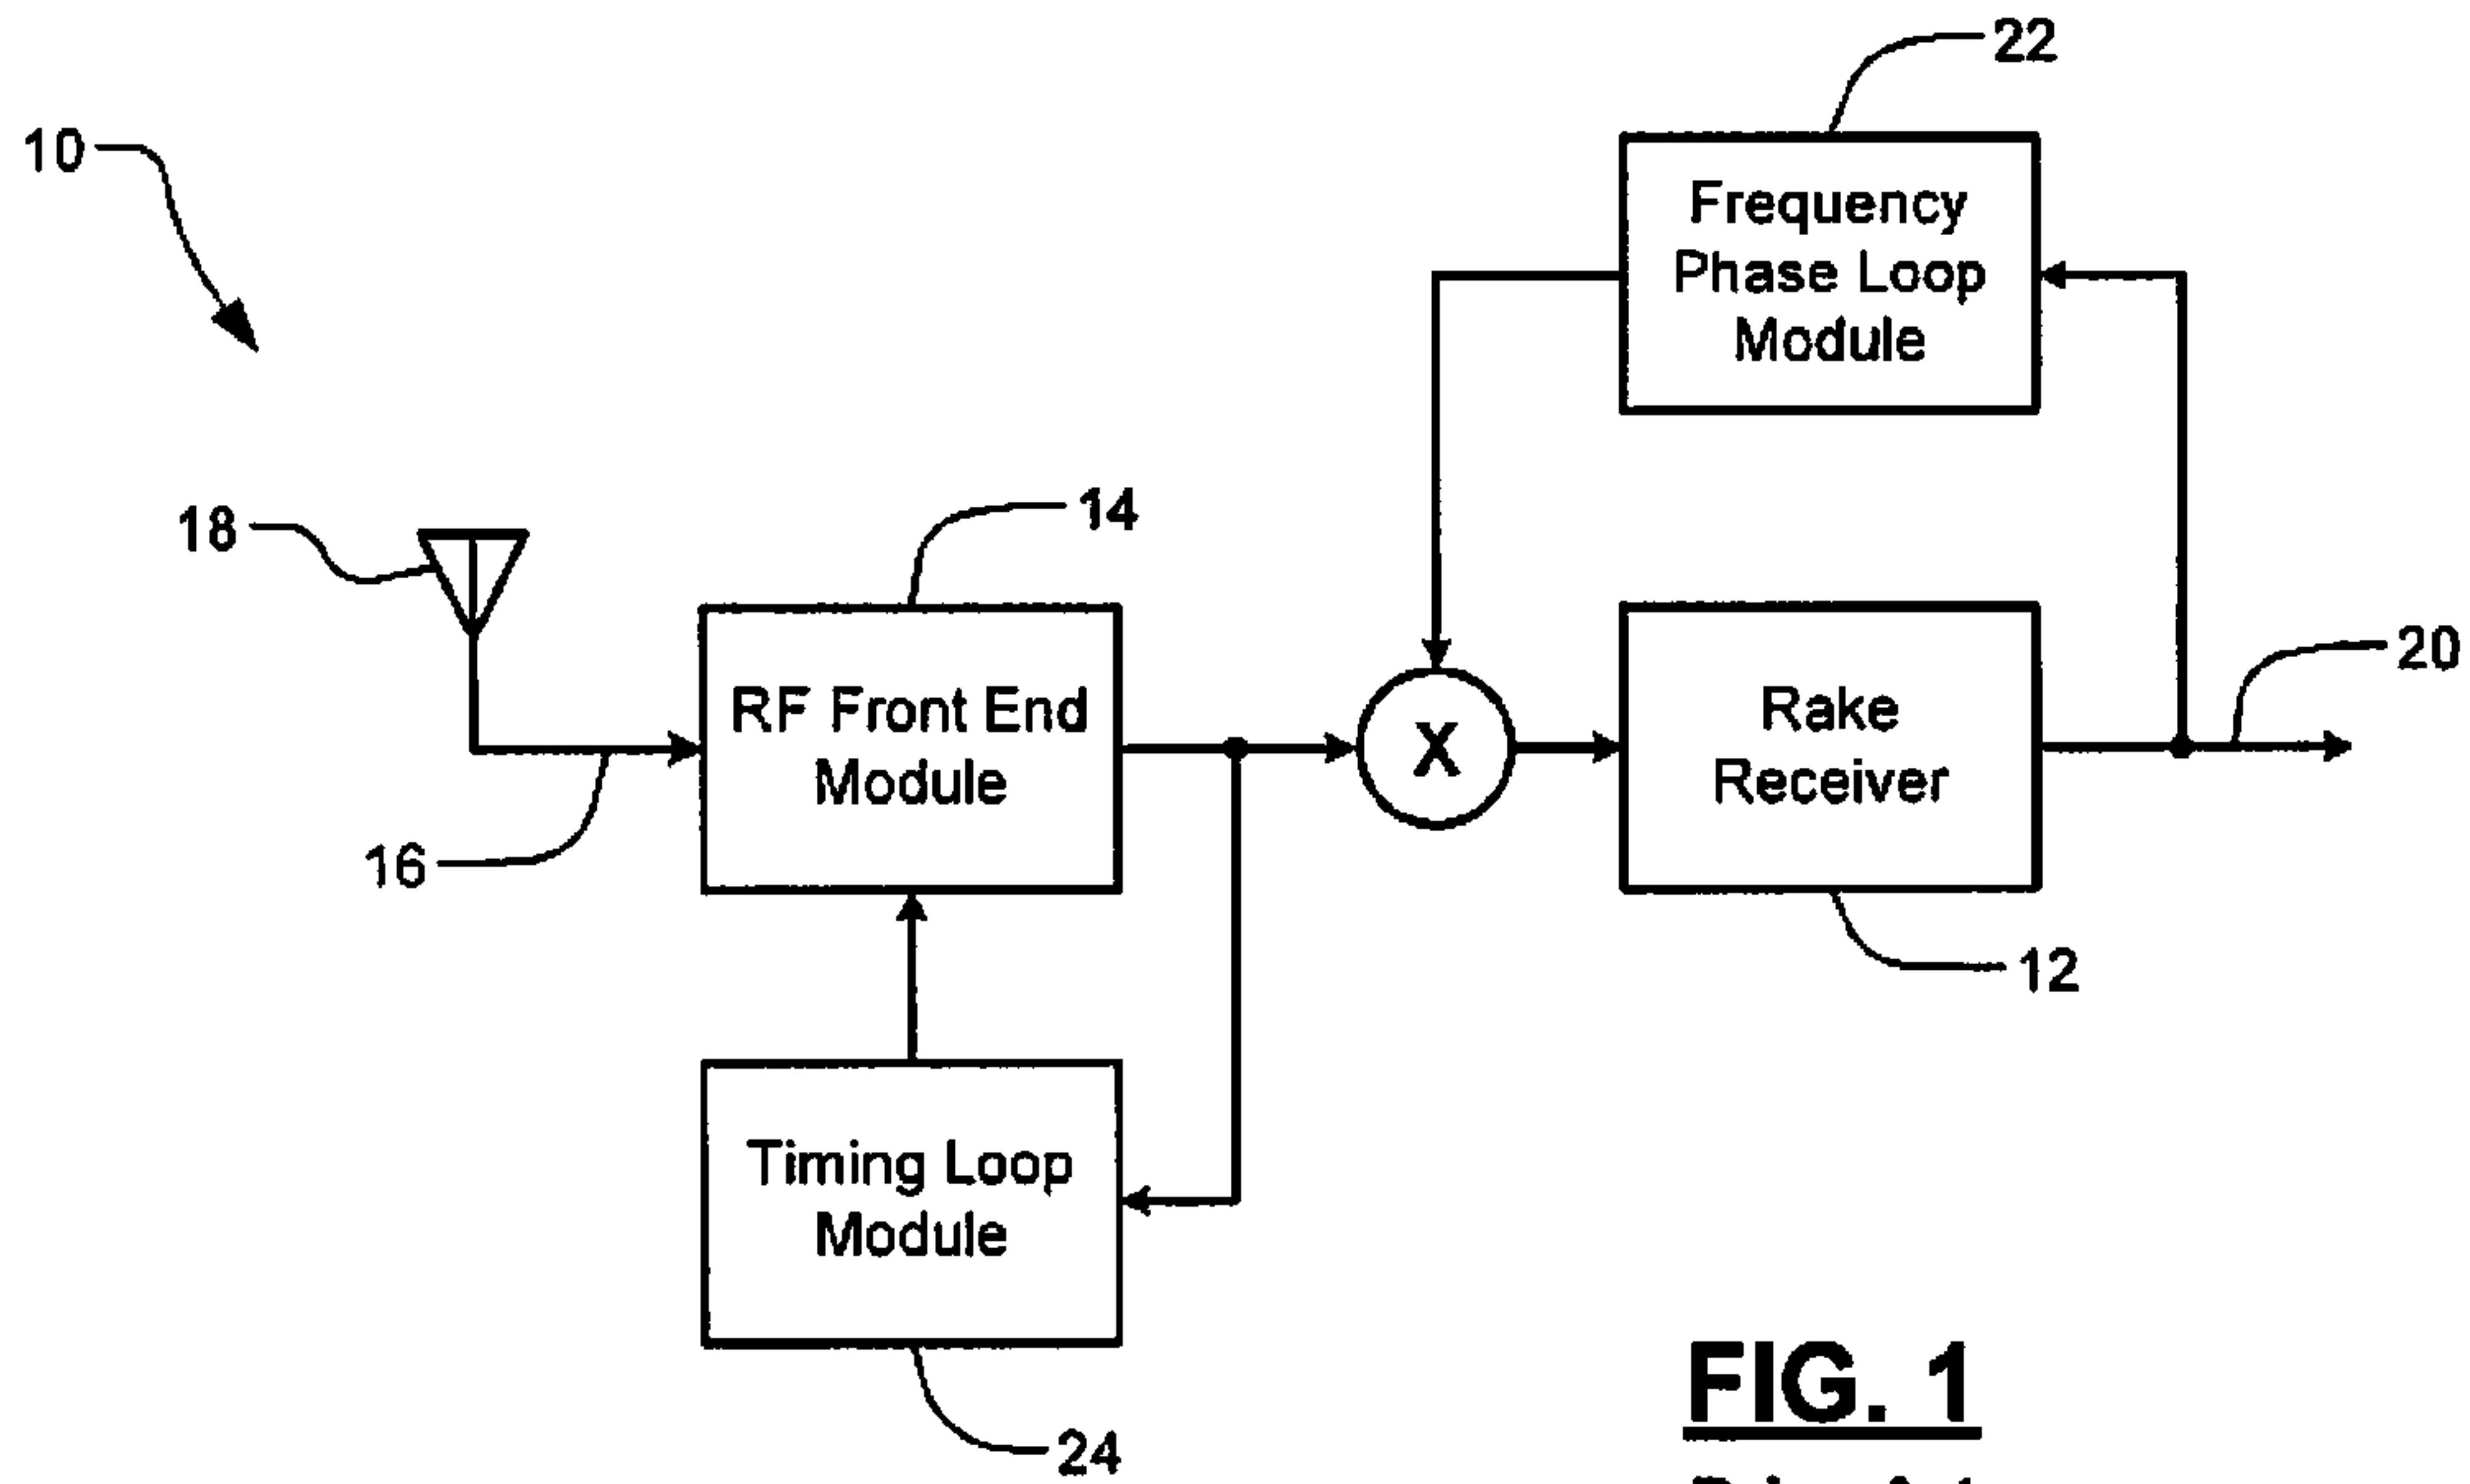 22
10
Frequency
Phase Loop
Module
14
18
20
RF Front End
Module
X
Rake
Receiver
16
12
Timing Loop
Module
FIG. 1
24